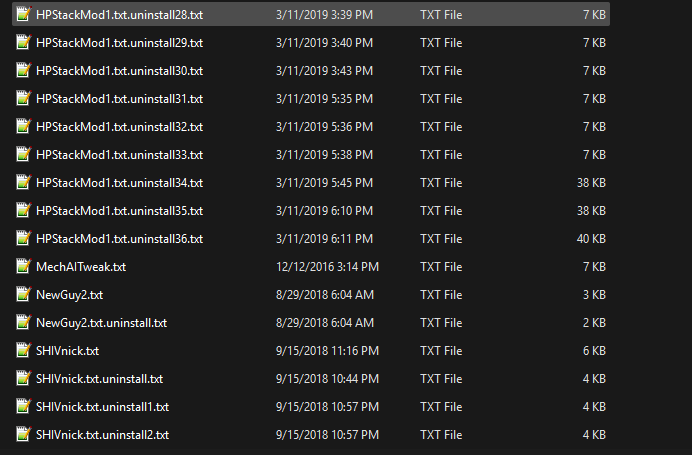 HPStackMod1.txt.uninstall28.txt 3/11/2019 3:39 PM TXT File 7 KB
HPStackMod1.txt.uninstall29.txt 3/11/2019 3:40 PM TXT File 7 KB
HPStackMod1.txt.uninstall30.txt 3/11/2019 3:43 PM TXT File 7 KB
HPStackMod1.txt.uninstall31.txt 3/11/2019 5:35 PM TXT File 7 KB
HPStackMod1.txt.uninstall32.txt 3/11/2019 5:36 PM TXT File 7 KB
HPStackMod1.txt.uninstall33.txt 3/11/2019 5:38 PM TXT File 7 KB
HPStackMod1.txt.uninstall34.txt 3/11/2019 5:45 PM TXT File 38 KB
HPStackMod1.txt.uninstall35.txt 3/11/2019 6:10 PM TXT File 38 KB
HPStackMod1.txt.uninstall36.txt 3/11/2019 6:11 PM TXT File 40 KB
MechAITweak.txt 12/12/2016 3:14 PM TXT File 7 KB
NewGuy2.txt 8/29/2018 6:04 AM TXT File 3 KB
NewGuy2.txt.uninstall.txt 8/29/2018 6:04 AM TXT File 2 KB
SHIVnick.txt 9/15/2018 11:16 PM TXT File 6 KB
SHIVnick.txt.uninstall.txt 9/15/2018 10:44 PM TXT File 4 KB
SHIVnick.txt.uninstall1.txt 9/15/2018 10:57 PM TXT File 4 KB
SHIVnick.txt.uninstall2.txt 9/15/2018 10:57 PM TXT File 4 KB